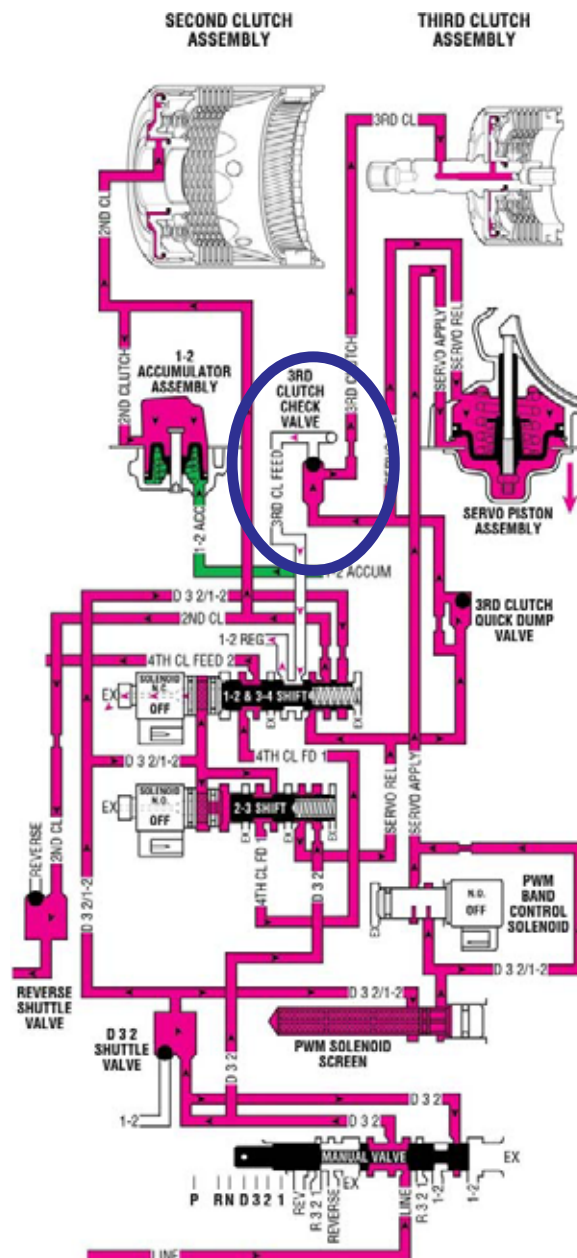 SECOND CLUTCH
ASSEMBLY
THIRD CLUTCH
ASSEMBLY
3RD CL
2ND CL
SERVO APPLY
SERVO REL
2ND CLUTCH
1-2
ACCUMULATOR
ASSEMBLY
3RD
CLUTCH
CHECK
VALVE
3RD CLUTCH
3RD CL FEED
SERVO PISTON
ASSEMBLY
1-2 ACC
1-2 ACCUM
D 3 2/1-2
2ND CL
3RD CLUTCH
QUICK DUMP
VALVE
1-2 REG
4TH CL FEED 2
EX
SOLENOID
N.C.
OFF
1-2 & 3-4 SHIFT
EX
EX
D 3 2/1-2
4TH CL FD 1
SERVO REL
SERVO APPLY
EX
SOLENOID
N.O.
OFF
2-3 SHIFT
EX
EX
EX
REVERSE
2ND CL
D 3 2/1-2
4TH CL FD 1
D 3 2
N.O.
OFF
EX
PWM
BAND
CONTROL
SOLENOID
D 3 2/1-2
REVERSE
SHUTTLE
VALVE
D 3 2/1-2
D 3 2
SHUTTLE
VALVE
PWM SOLENOID
SCREEN
D 3 2
1-2
D 3 2
D 3 2
MANUAL VALVE
EX
EX
P R N D 3 2 1
REV
R 3 2 1
REVERSE
LINE
R 3 2 1
1-2
1-2
LINE